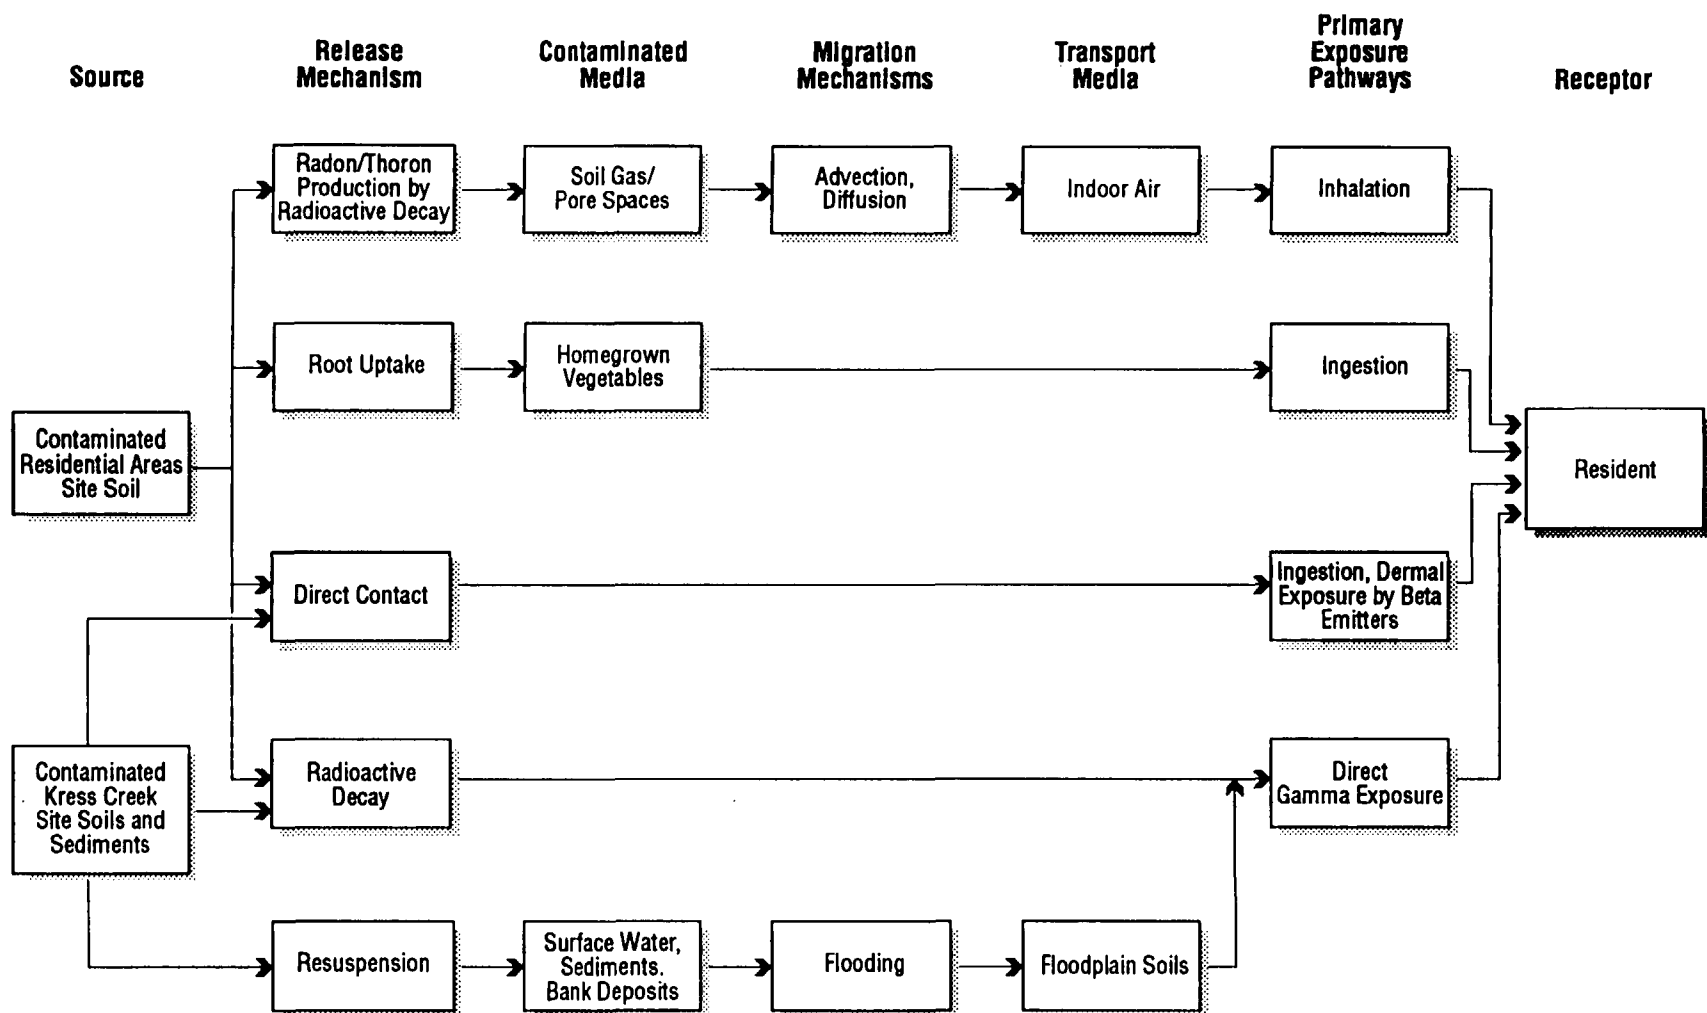 Source
Release
Mechanism
Contaminated
Media
Migration
Mechanisms
Transport
Media
Primary
Exposure
Pathways
Receptor
Radon/Thoron
Production by
Radioactive Decay
Soil Gas/
Pore Spaces
Advection,
Diffusion
Indoor Air
Inhalation
Root Uptake
Homegrown
Vegetables
Ingestion
Contaminated
Residential Areas
Site Soil
Resident
Direct Contact
Ingestion, Dermal
Exposure by Beta
Emitters
Contaminated
Kress Creek
Site Soils and
Sediments
Radioactive
Decay
Direct
Gamma Exposure
Resuspension
Surface Water,
Sediments.
Bank Deposits
Flooding
Floodplain Soils